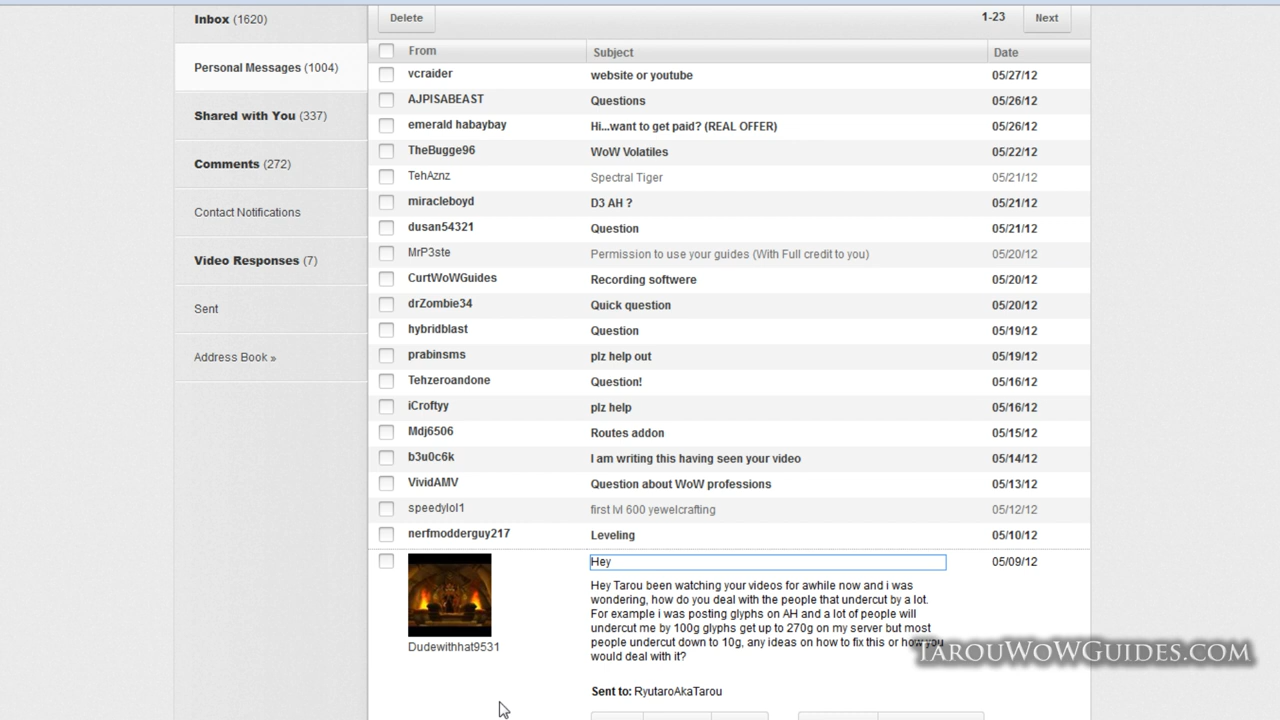 Inbox (1620)
Personal Messages (1004)
Shared with You (337)
Comments (272)
Contact Notifications
Video Responses (7)
Sent
Address Book »
Delete 1-23 Next
From Subject Date
vcraider website or youtube 05/27/12
AJPISABEAST Questions 05/26/12
emerald habaybay Hi...want to get paid? (REAL OFFER) 05/26/12
TheBugge96 WoW Volatiles 05/22/12
TehAznz Spectral Tiger 05/21/12
miracleboyd D3 AH ? 05/21/12
dusan54321 Question 05/21/12
MrP3ste Permission to use your guides (With Full credit to you) 05/20/12
CurtWoWGuides Recording softwere 05/20/12
drZombie34 Quick question 05/20/12
hybridblast Question 05/19/12
prabinsms plz help out 05/19/12
Tehzeroandone Question! 05/16/12
iCroftyy plz help 05/16/12
Mdj6506 Routes addon 05/15/12
b3u0c6k I am writing this having seen your video 05/14/12
VividAMV Question about WoW professions 05/13/12
speedylol1 first lvl 600 yewelcrafting 05/12/12
nerfmodderguy217 Leveling 05/10/12
Hey 05/09/12
Hey Tarou been watching your videos for awhile now and i was
wondering, how do you deal with the people that undercut by a lot.
For example i was posting glyphs on AH and a lot of people will
undercut me by 100g glyphs get up to 270g on my server but most
people undercut down to 10g, any ideas on how to fix this or how you
would deal with it?
Dudewithhat9531
Sent to: RyutaroAkaTarou
TarouWoWGuides.com